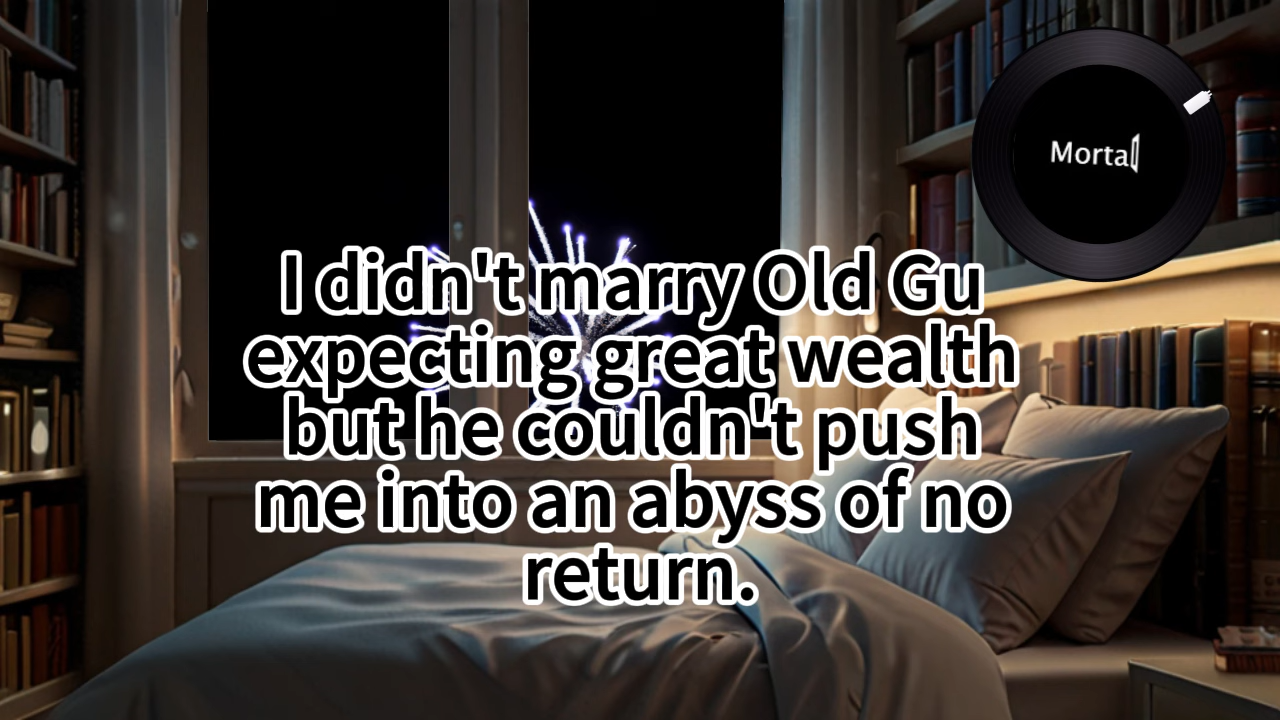 Mortal
I didn't marry Old Gu
expecting great wealth
but he couldn't push
me into an abyss of no
return.